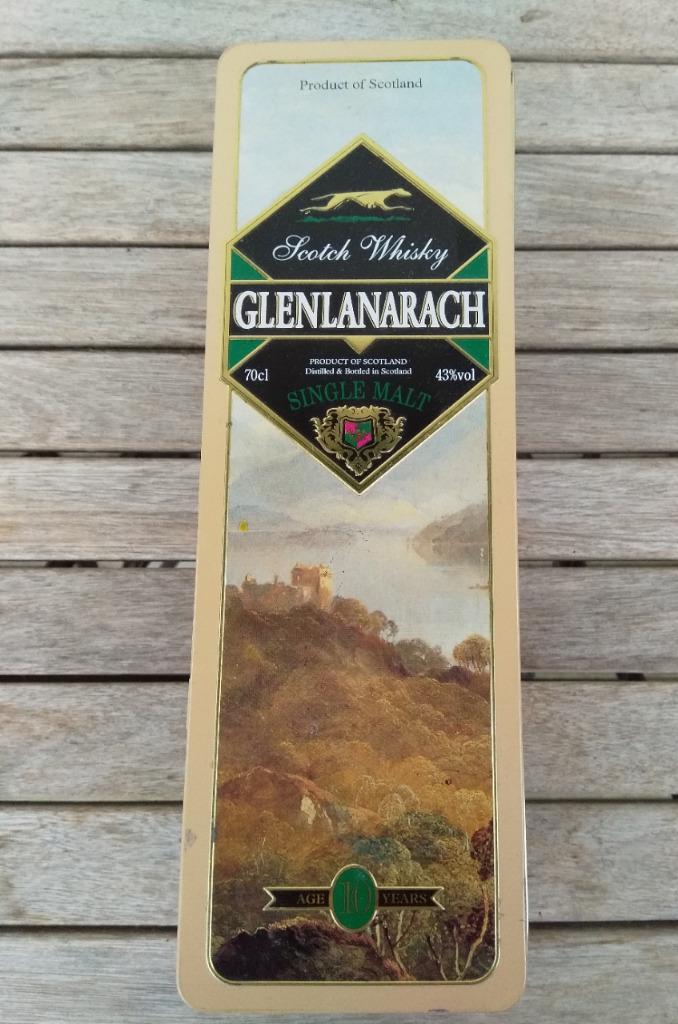 Product of Scotland
Scotch Whisky
GLENLANARACH
PRODUCT OF SCOTLAND
Distilled & Bottled in Scotland
70cl
43%vol
SINGLE MALT
AGE 10 YEARS